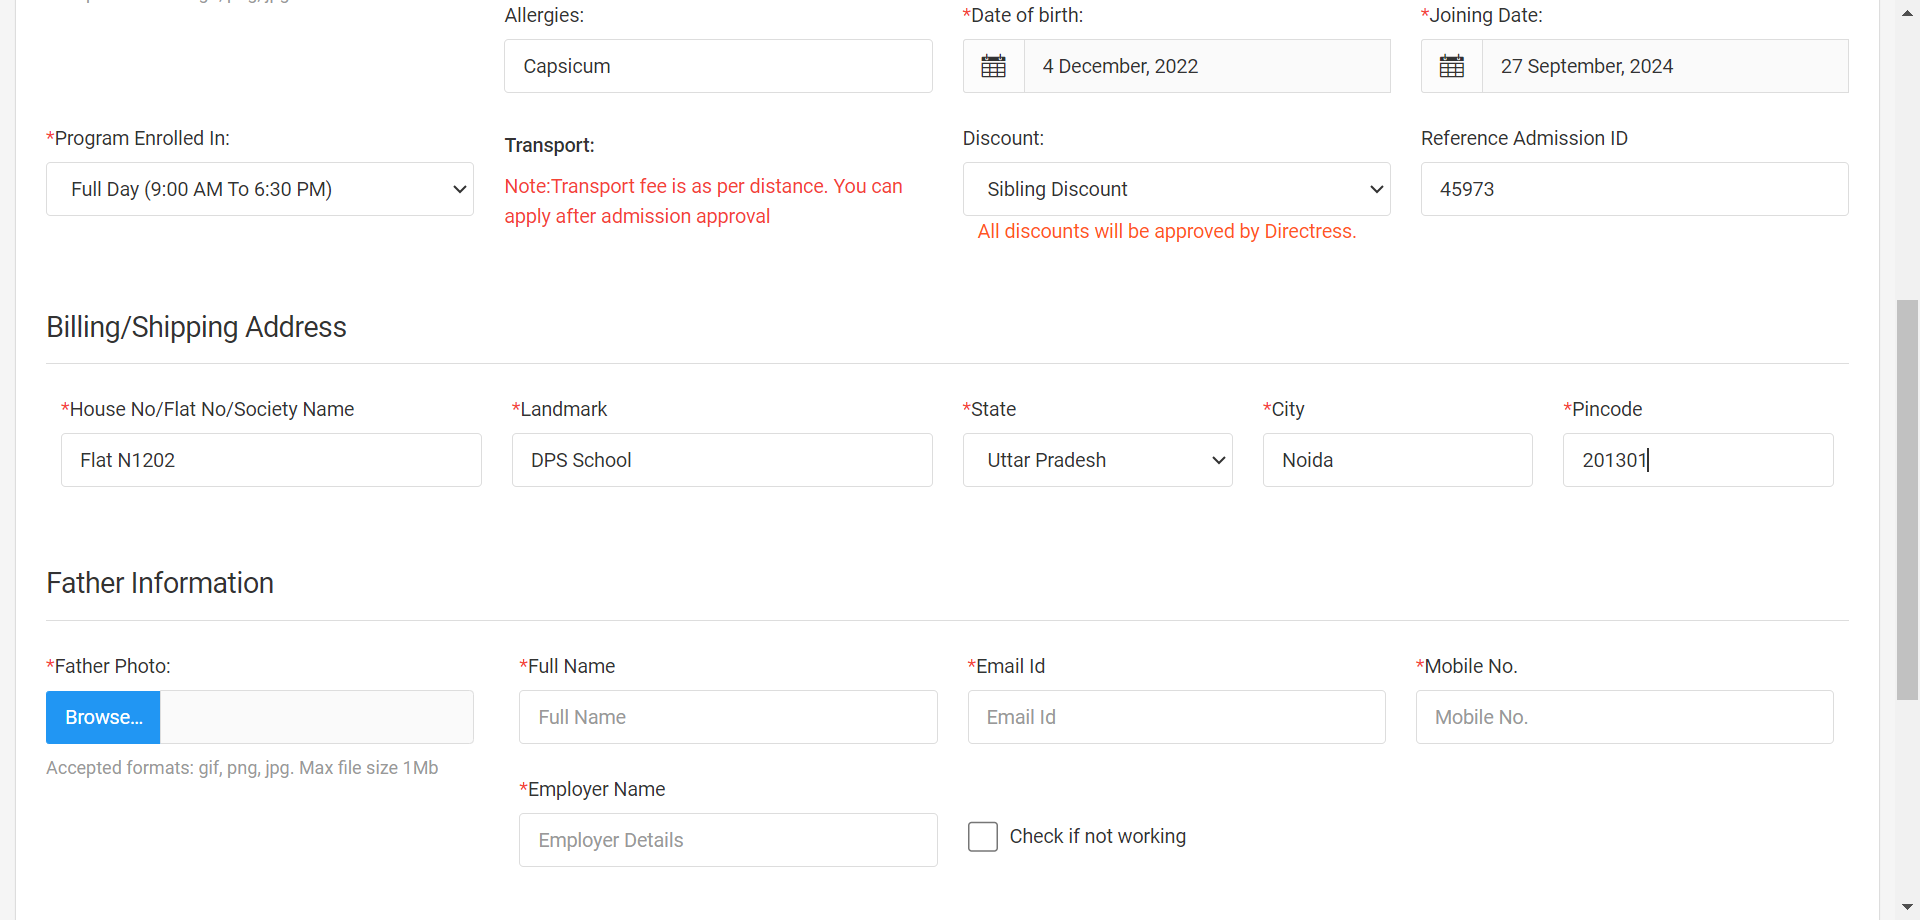 Allergies:
*Date of birth:
*Joining Date:
Capsicum
4 December, 2022
27 September, 2024
*Program Enrolled In:
Transport:
Discount:
Reference Admission ID
Full Day (9:00 AM To 6:30 PM)
Note:Transport fee is as per distance. You can
apply after admission approval
Sibling Discount
45973
All discounts will be approved by Directress.
Billing/Shipping Address
*House No/Flat No/Society Name
*Landmark
*State
*City
*Pincode
Flat N1202
DPS School
Uttar Pradesh
Noida
201301
Father Information
*Father Photo:
*Full Name
*Email Id
*Mobile No.
Browse...
Full Name
Email Id
Mobile No.
Accepted formats: gif, png, jpg. Max file size 1Mb
*Employer Name
Employer Details
Check if not working